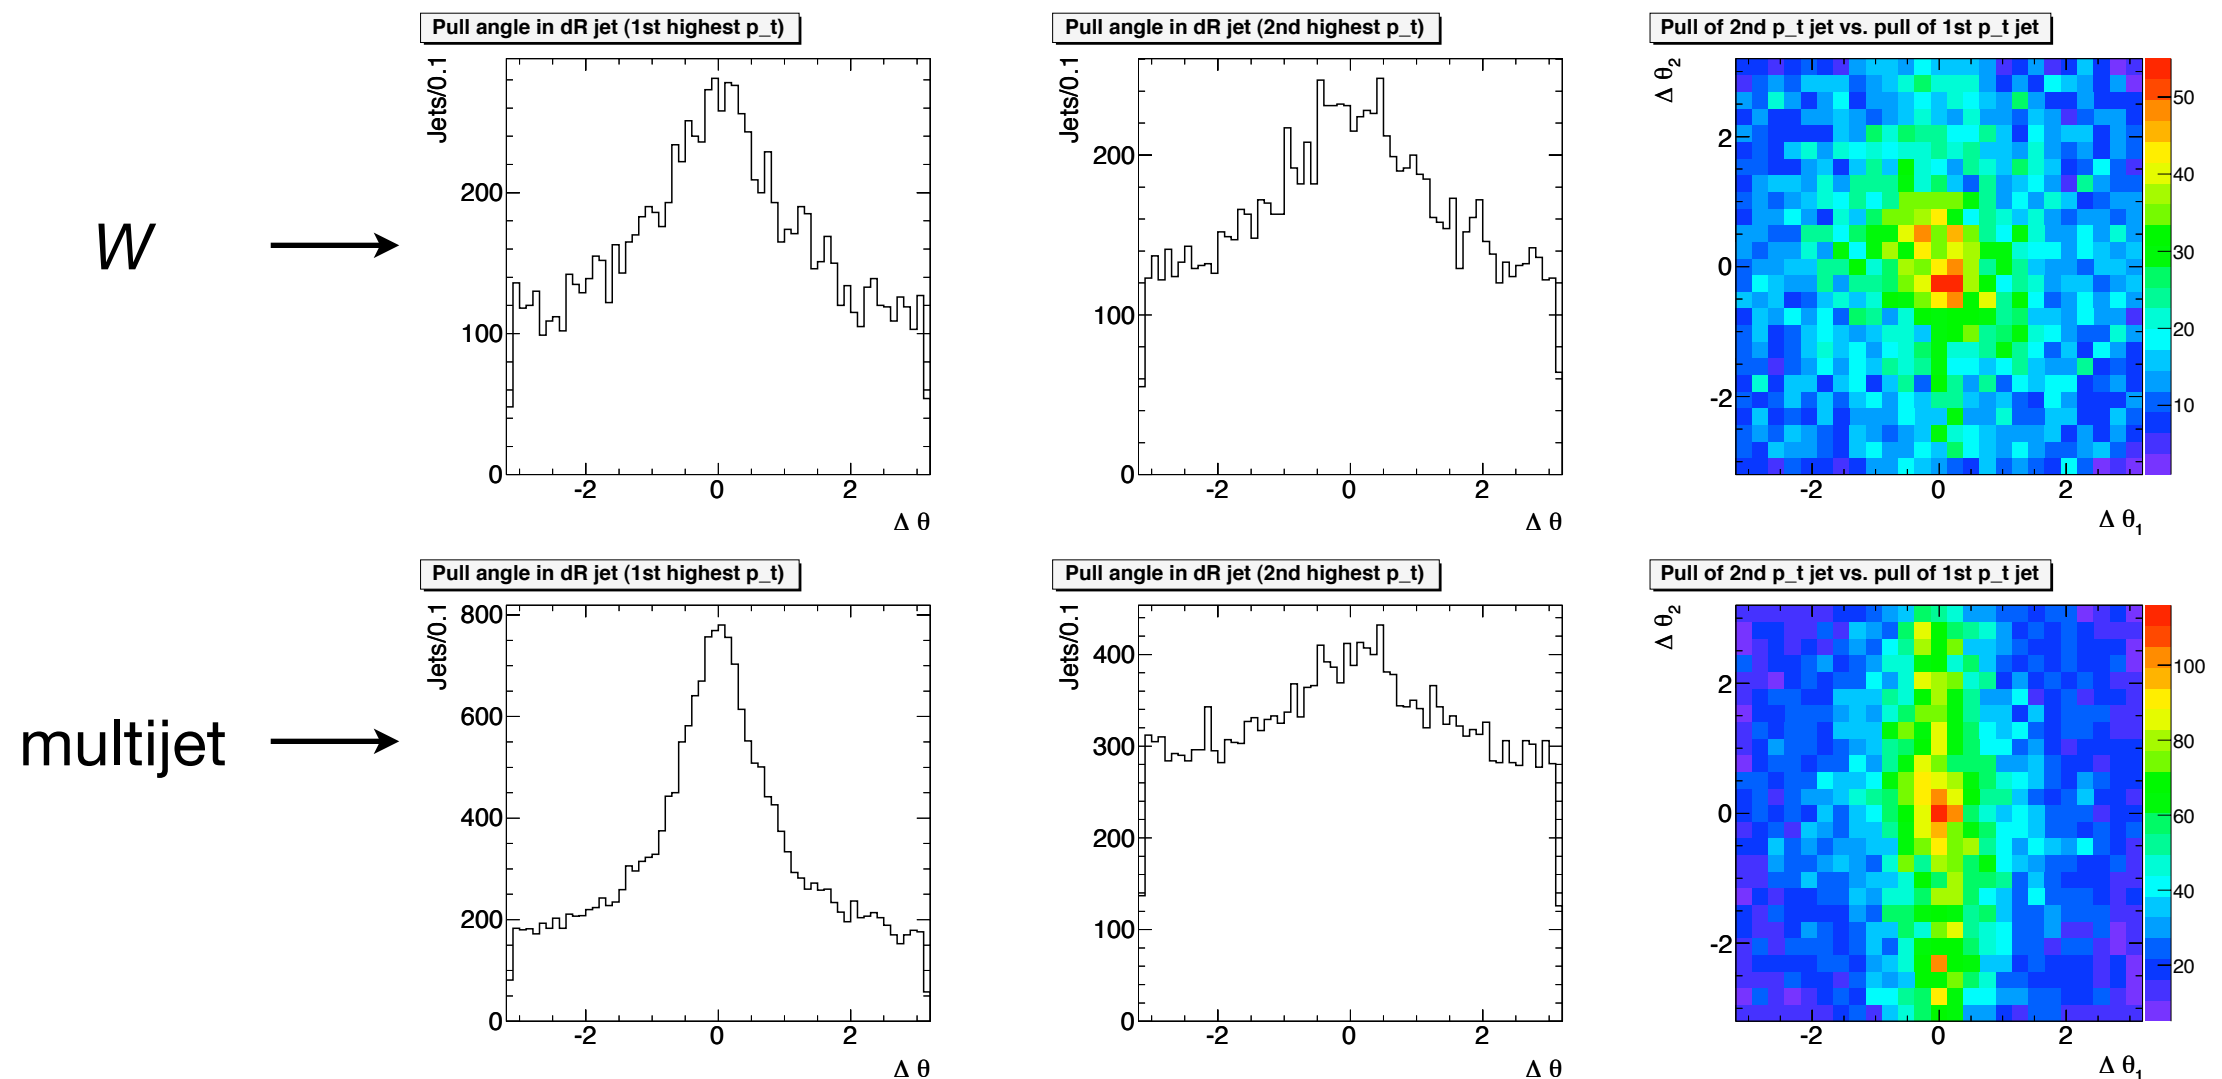 Pull angle in dR jet (1st highest p_t)
Jets/0.1
200
100
0
-2 0 2
Δ θ
Pull angle in dR jet (2nd highest p_t)
Jets/0.1
200
100
0
-2 0 2
Δ θ
Pull of 2nd p_t jet vs. pull of 1st p_t jet
Δ θ2
2
0
-2
-2 0 2
Δ θ1
50
40
30
20
10
W
Pull angle in dR jet (1st highest p_t)
Jets/0.1
800
600
400
200
0
-2 0 2
Δ θ
Pull angle in dR jet (2nd highest p_t)
Jets/0.1
400
300
200
100
0
-2 0 2
Δ θ
Pull of 2nd p_t jet vs. pull of 1st p_t jet
Δ θ2
2
0
-2
-2 0 2
Δ θ1
100
80
60
40
20
multijet